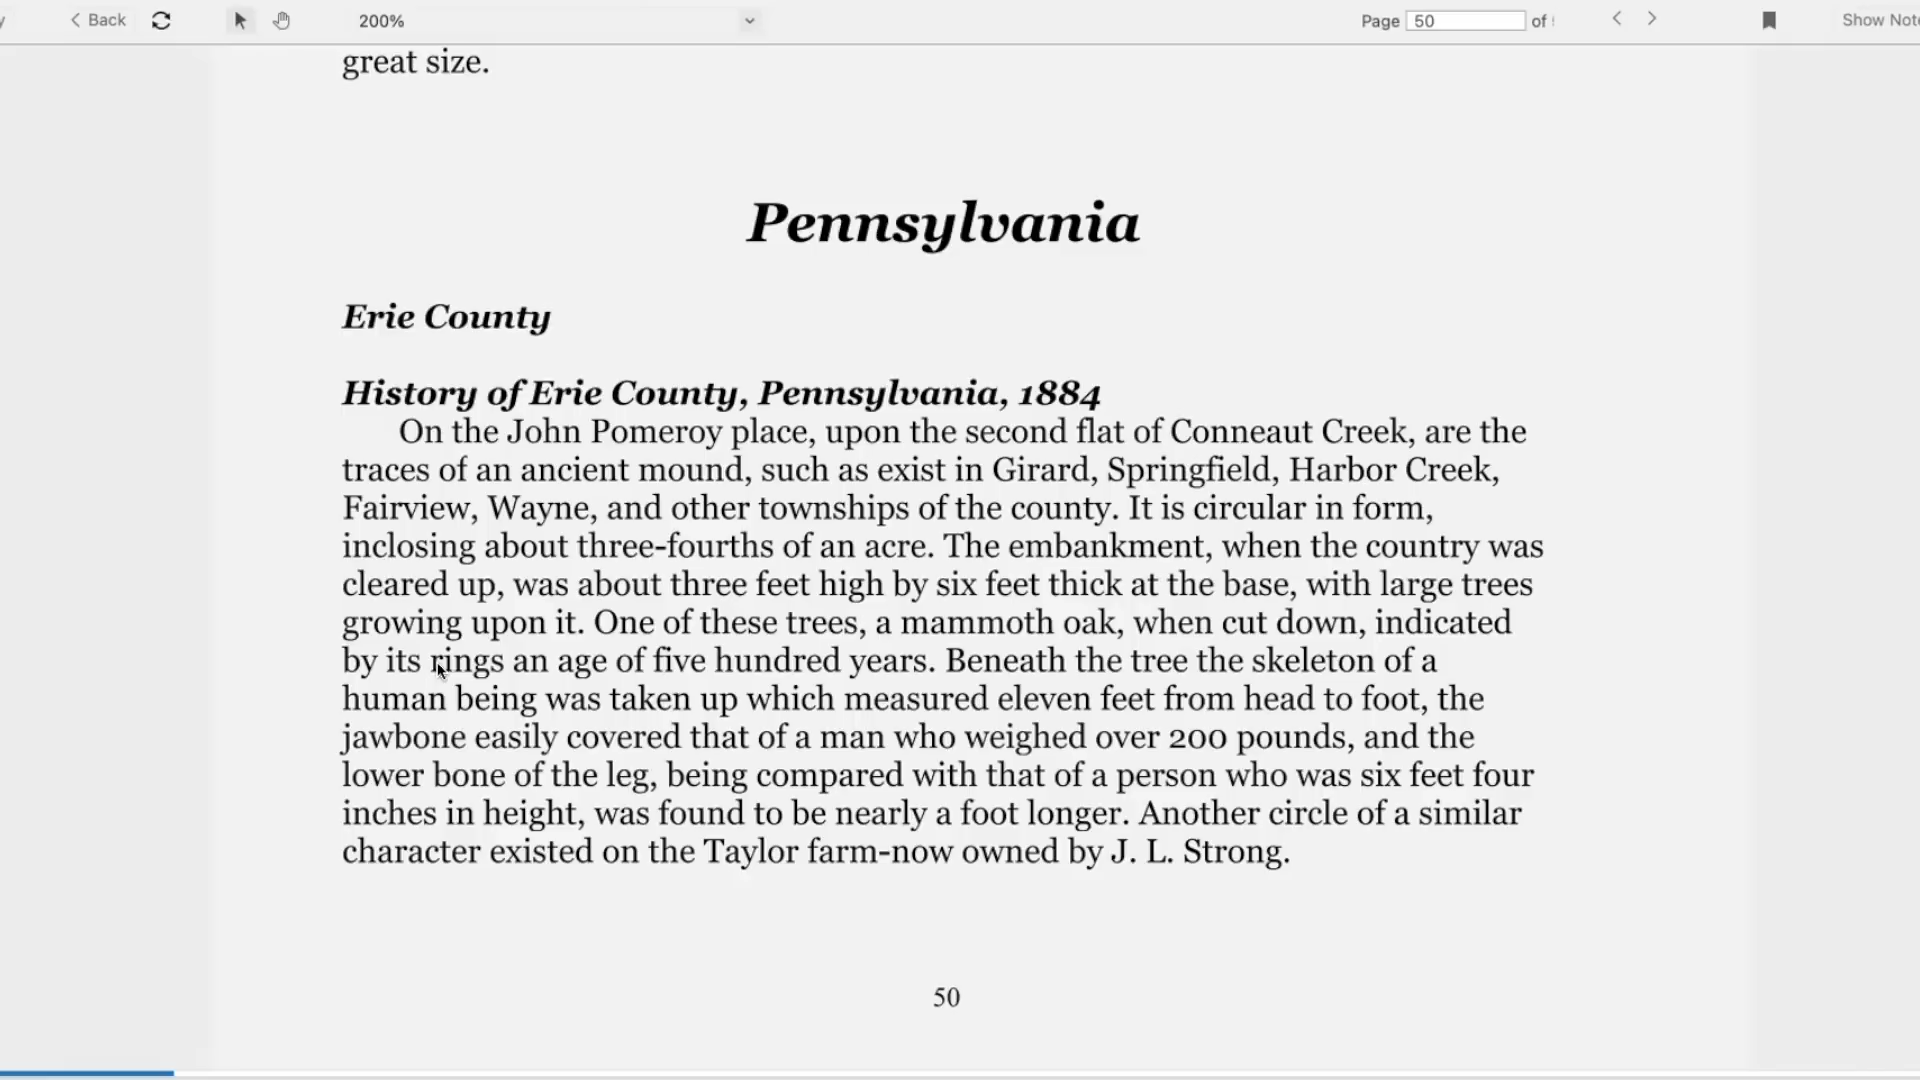 Back
200%
Page 50 of
Show Note
great size.
Pennsylvania
Erie County
History of Erie County, Pennsylvania, 1884
On the John Pomeroy place, upon the second flat of Conneaut Creek, are the
traces of an ancient mound, such as exist in Girard, Springfield, Harbor Creek,
Fairview, Wayne, and other townships of the county. It is circular in form,
inclosing about three-fourths of an acre. The embankment, when the country was
cleared up, was about three feet high by six feet thick at the base, with large trees
growing upon it. One of these trees, a mammoth oak, when cut down, indicated
by its rings an age of five hundred years. Beneath the tree the skeleton of a
human being was taken up which measured eleven feet from head to foot, the
jawbone easily covered that of a man who weighed over 200 pounds, and the
lower bone of the leg, being compared with that of a person who was six feet four
inches in height, was found to be nearly a foot longer. Another circle of a similar
character existed on the Taylor farm-now owned by J. L. Strong.
50